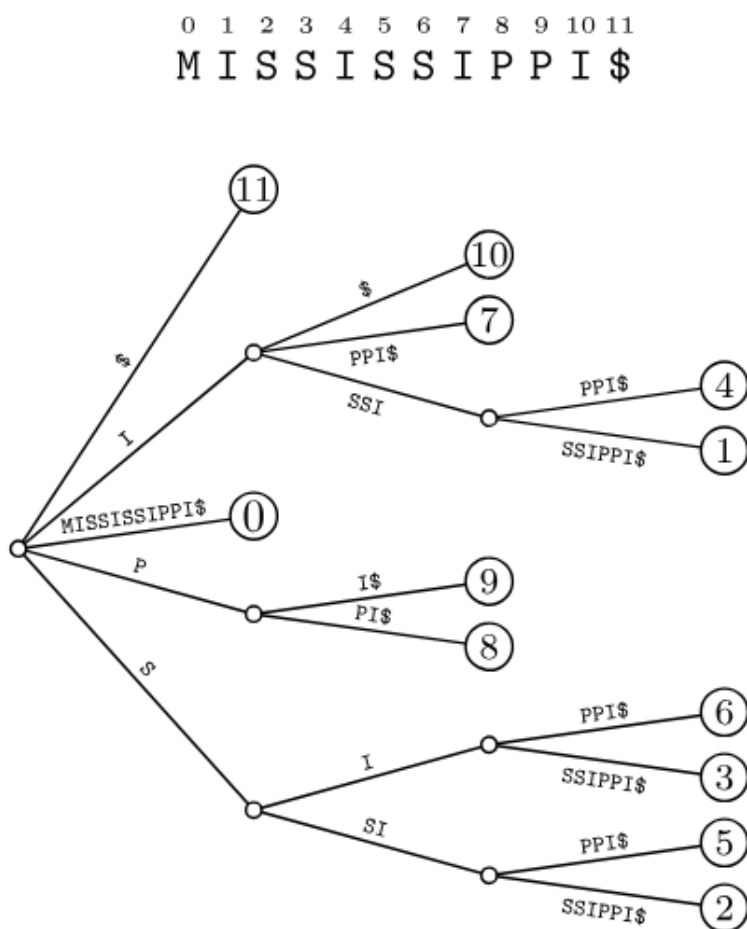 0 1 2 3 4 5 6 7 8 9 10 11
M I S S I S S I P P I $
11
10
$
7
$
PPI$
4
PPI$
SSI
1
I
SSIPPI$
0
MISSISSIPPI$
9
I$
P
PI$
8
S
6
PPI$
I
3
SSIPPI$
SI
5
PPI$
2
SSIPPI$